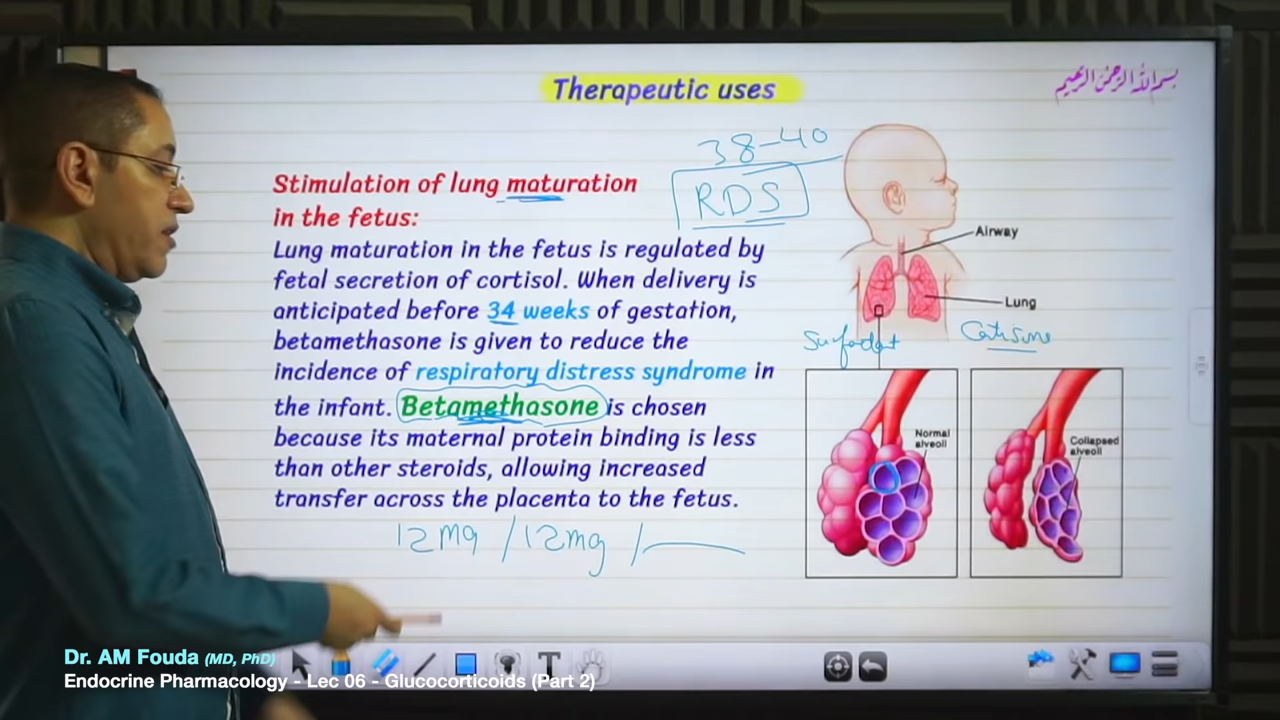 Therapeutic uses
بسم الله الرحمن الرحيم
38-40
RDS
Stimulation of lung maturation
in the fetus:
Lung maturation in the fetus is regulated by
fetal secretion of cortisol. When delivery is
anticipated before 34 weeks of gestation,
betamethasone is given to reduce the
incidence of respiratory distress syndrome in
the infant. Betamethasone is chosen
because its maternal protein binding is less
than other steroids, allowing increased
transfer across the placenta to the fetus.
12mg / 12mg /
Airway
Lung
Normal
alveoli
Collapsed
alveoli
T
Dr. AM Fouda (MD, PhD)
Endocrine Pharmacology - Lec 06 - Glucocorticoids (Part 2)